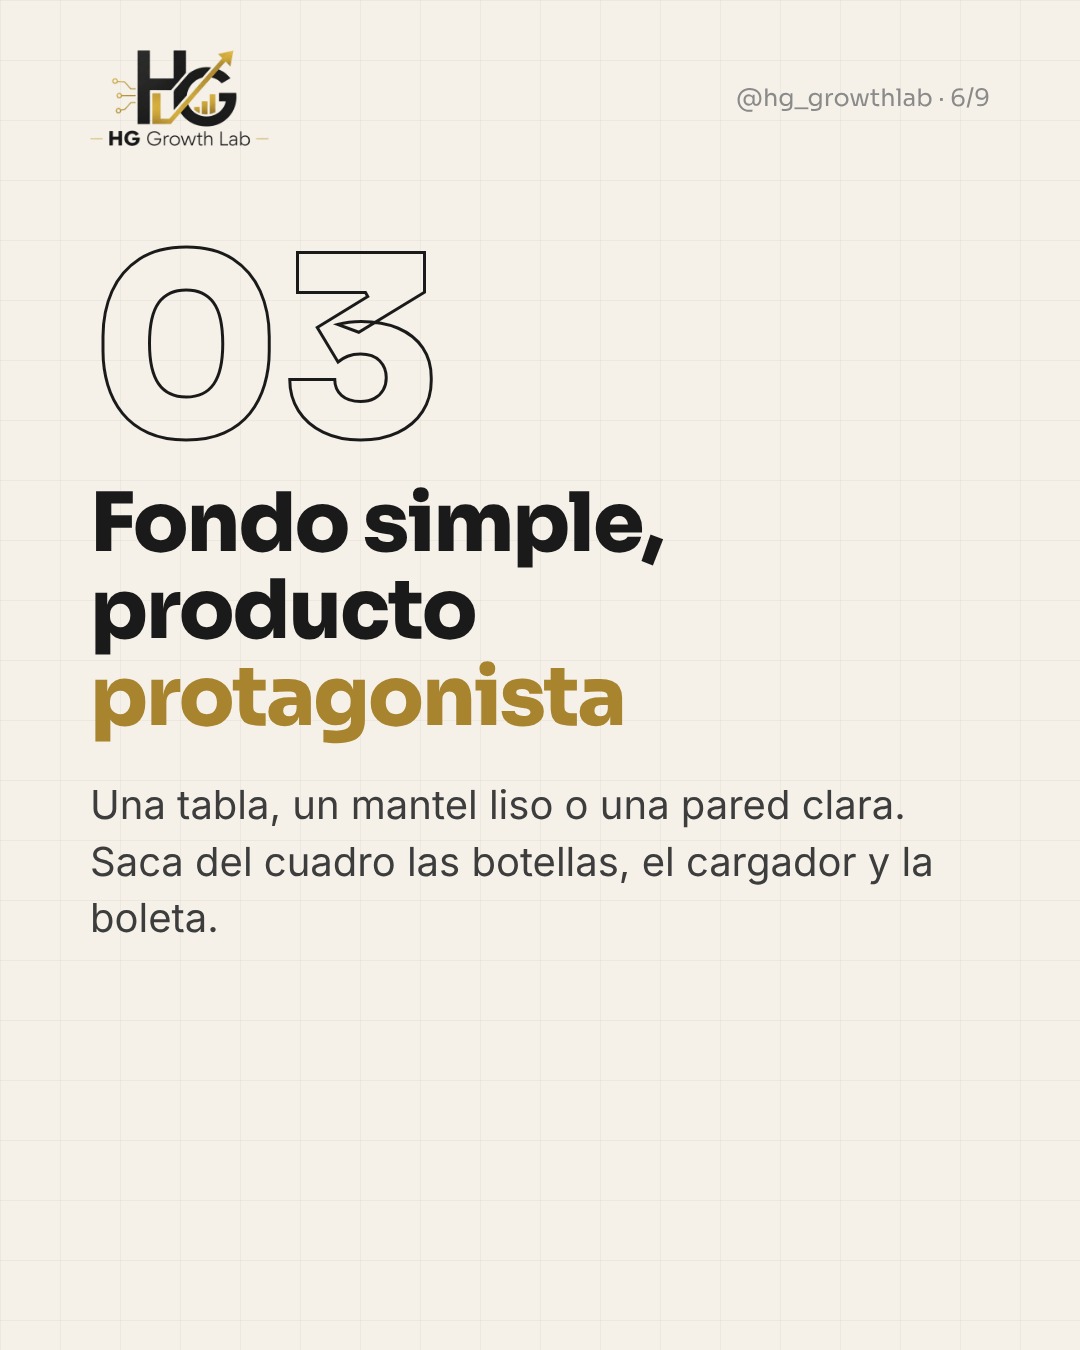 HG
HG Growth Lab
@hg_growthlab · 6/9
03
Fondo simple,
producto
protagonista
Una tabla, un mantel liso o una pared clara.
Saca del cuadro las botellas, el cargador y la
boleta.